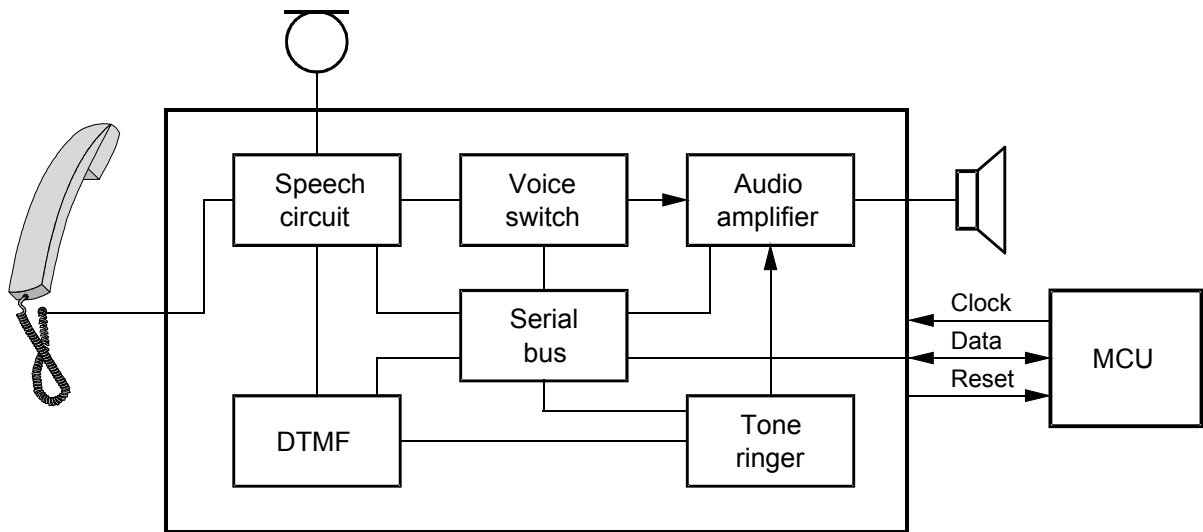 Speech
circuit
Voice
switch
Audio
amplifier
Serial
bus
Clock
Data
Reset
MCU
DTMF
Tone
ringer